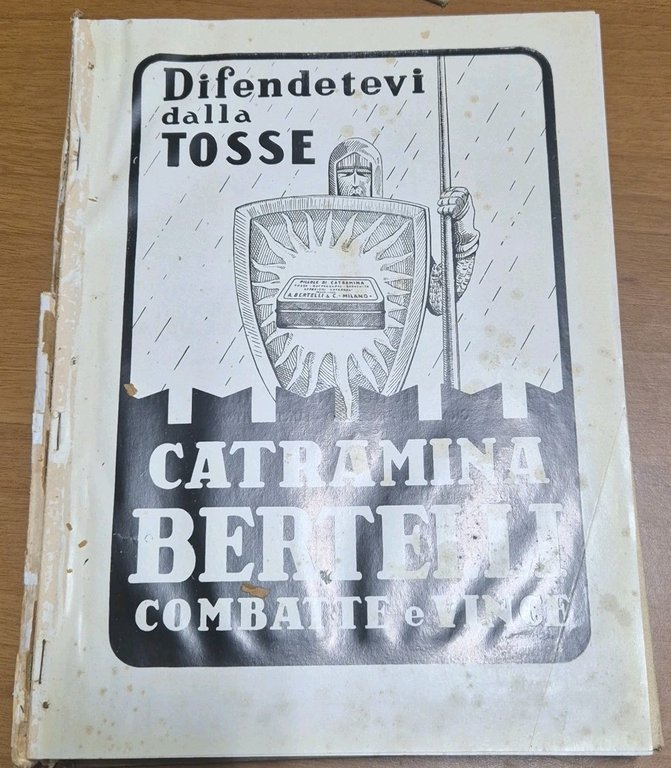 Difendetevi
dalla
TOSSE
PILLOLE DI CATRAMINA
A. BERTELLI & C. - MILANO
CATRAMINA
BERTELLI
COMBATTE e VINCE